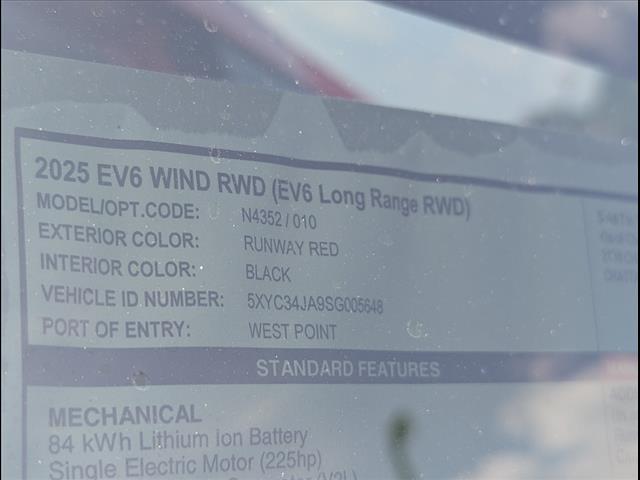 2025 EV6 WIND RWD (EV6 Long Range RWD)
MODEL/OPT.CODE: N4352 / 010
EXTERIOR COLOR: RUNWAY RED
INTERIOR COLOR: BLACK
VEHICLE ID NUMBER: 5XYC34JA9SG005648
PORT OF ENTRY: WEST POINT
STANDARD FEATURES
MECHANICAL
84 kWh Lithium ion Battery
Single Electric Motor (225hp)
(V2L)